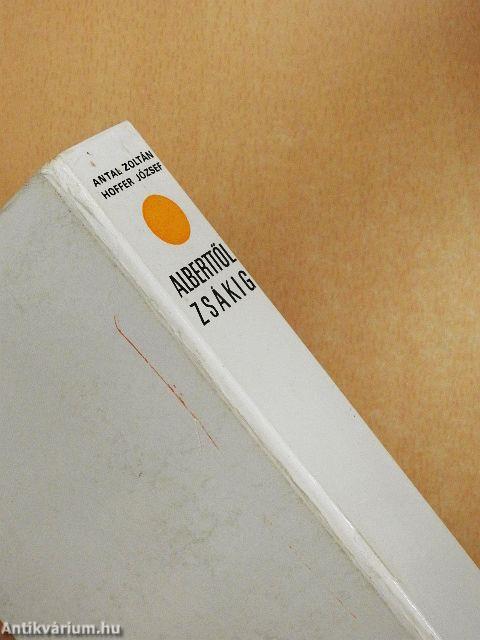 ANTAL ZOLTÁN
HOFFER JÓZSEF
ALBERTTŐL
ZSÁKIG
Antikvárium.hu